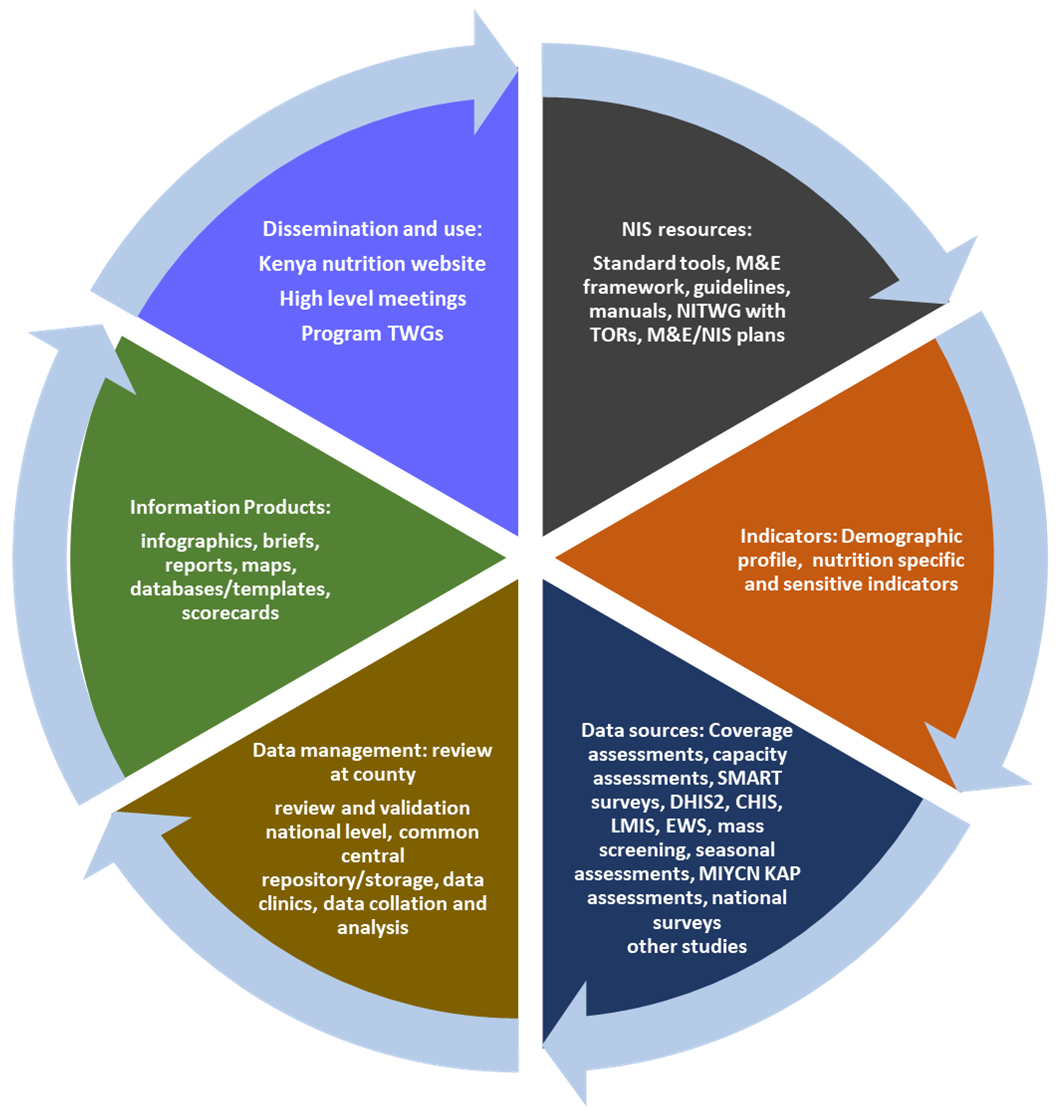 Dissemination and use:
Kenya nutrition website
High level meetings
Program TWGs
NIS resources:
Standard tools, M&E
framework, guidelines,
manuals, NITWG with
TORs, M&E/NIS plans
Indicators: Demographic
profile,  nutrition specific
and sensitive indicators
Data sources: Coverage
assessments, capacity
assessments, SMART
surveys, DHIS2, CHIS,
LMIS, EWS, mass
screening, seasonal
assessments, MIYCN KAP
assessments, national
surveys
other studies
Data management: review
at county
review and validation
national level, common
central
repository/storage, data
clinics, data collation and
analysis
Information Products:
infographics, briefs,
reports, maps,
databases/templates,
scorecards